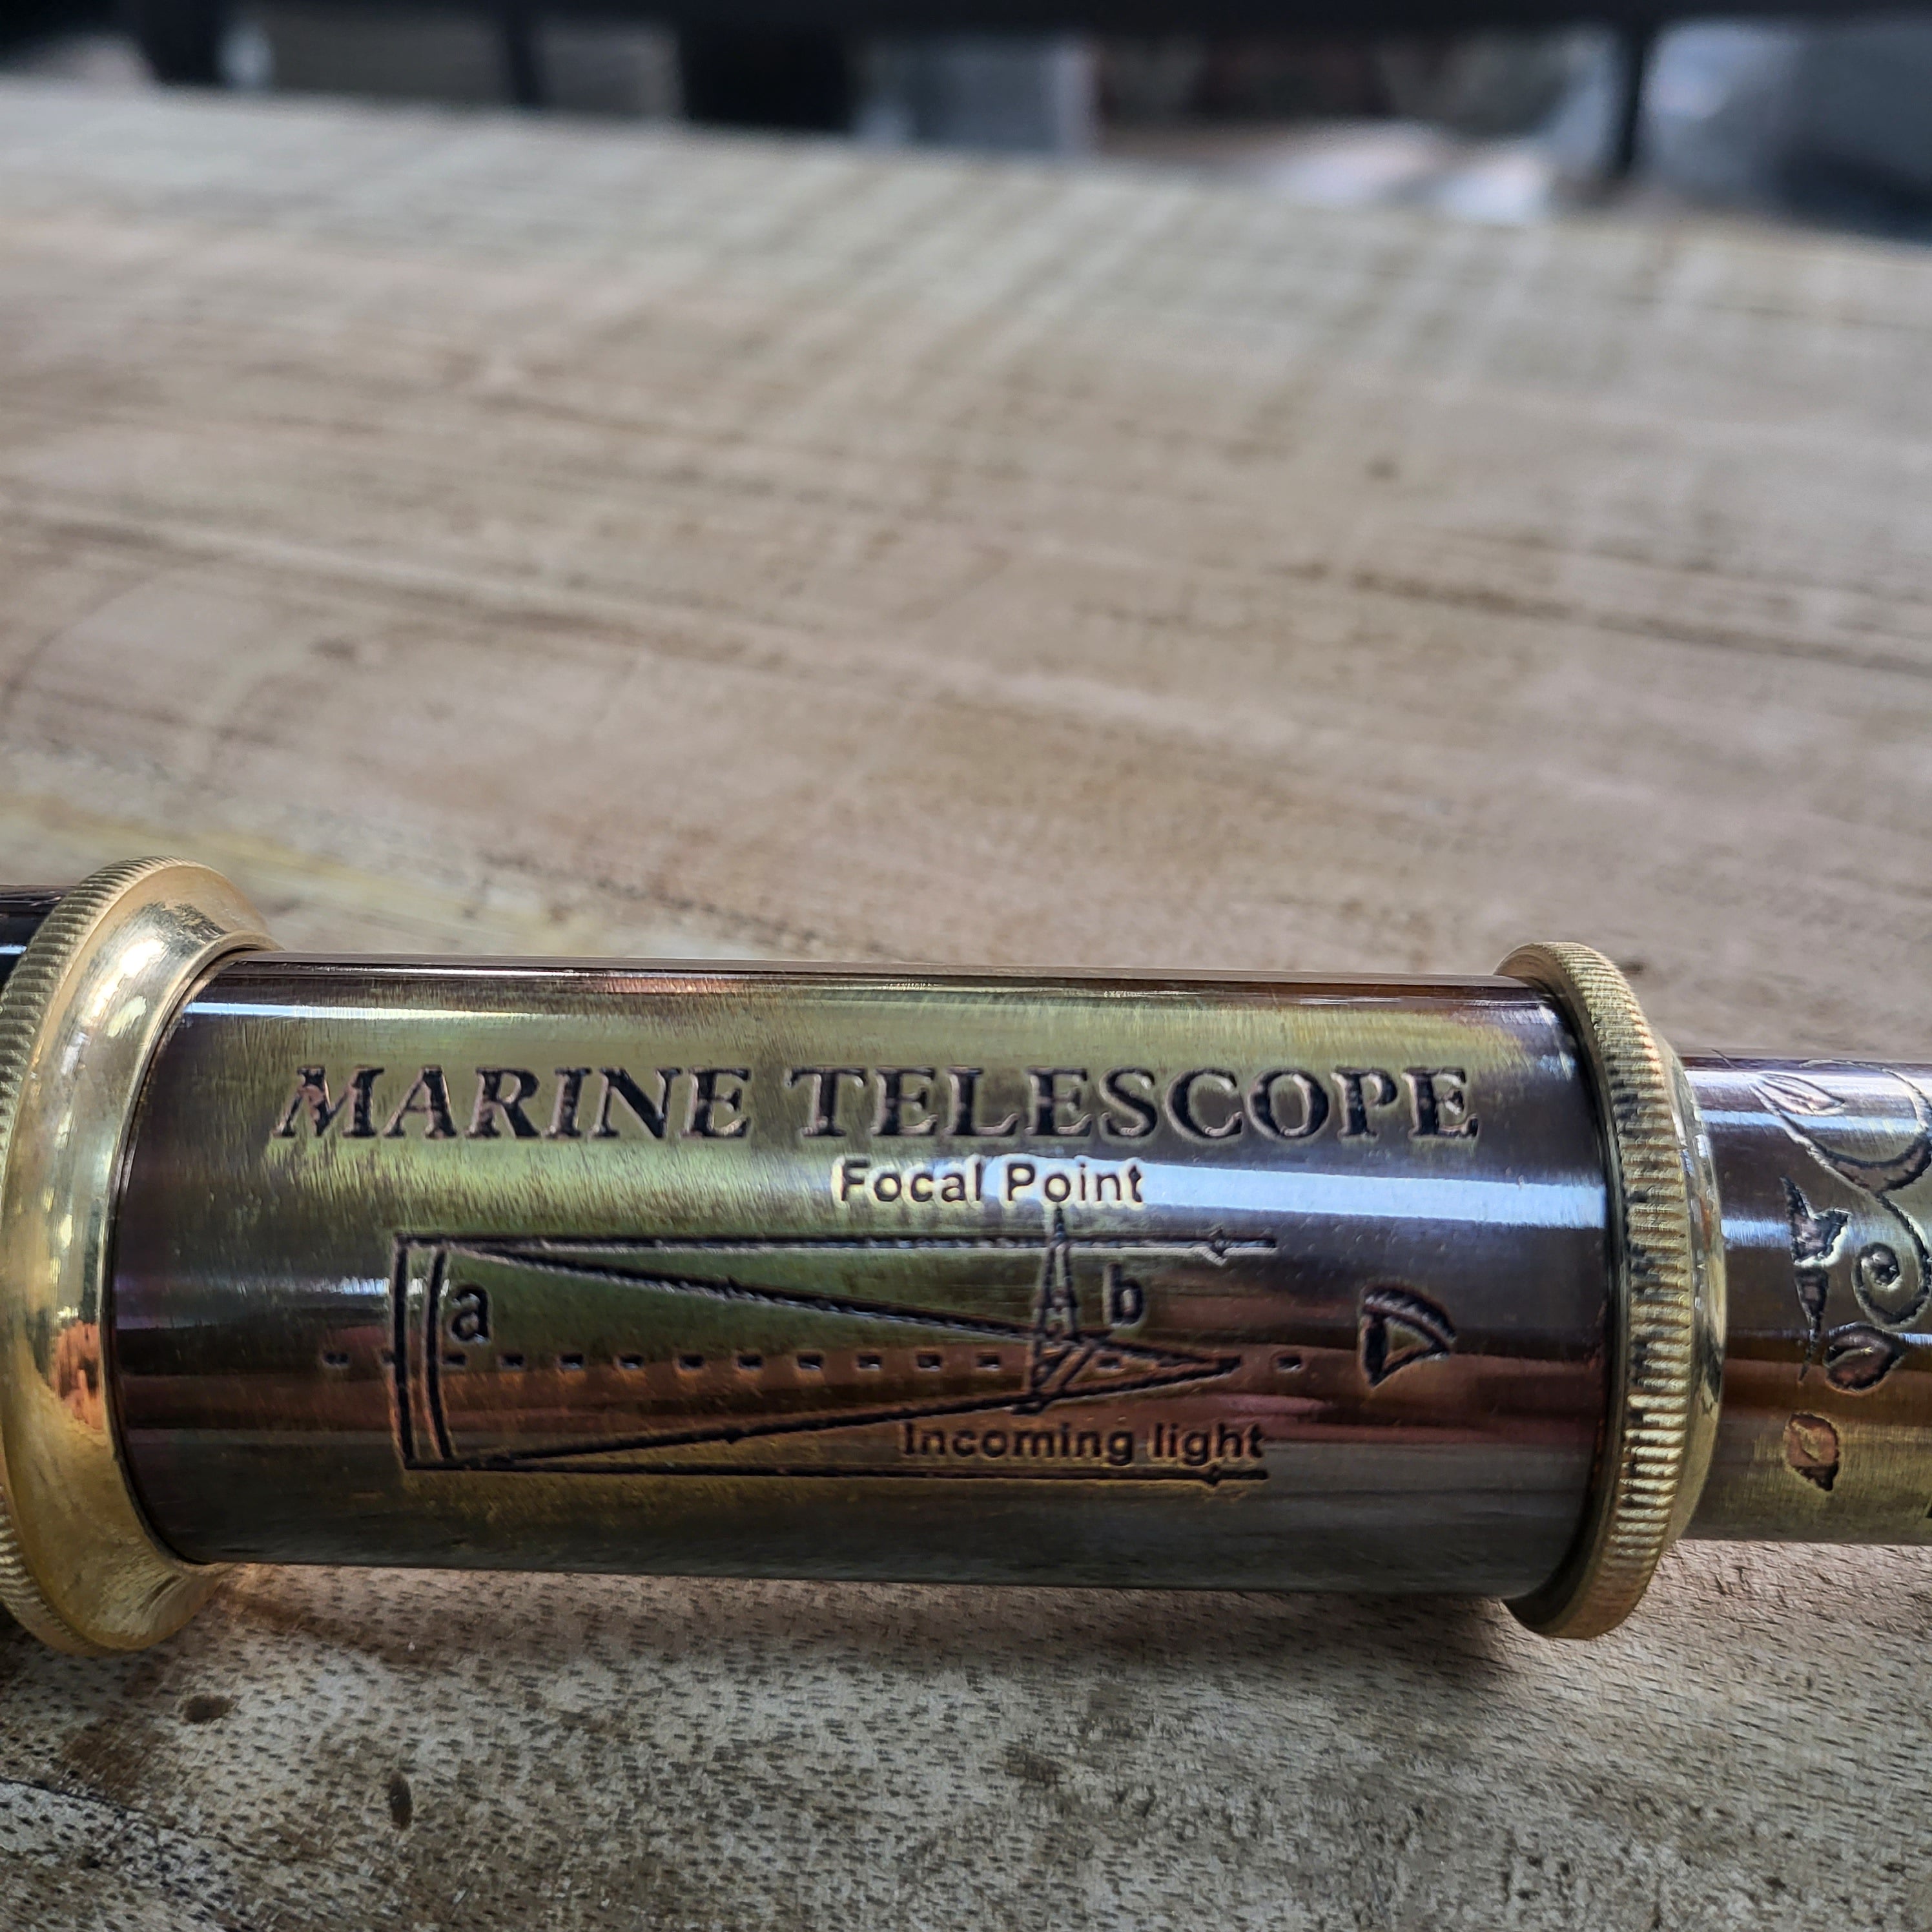 MARINE TELESCOPE
Focal Point
a
b
Incoming light